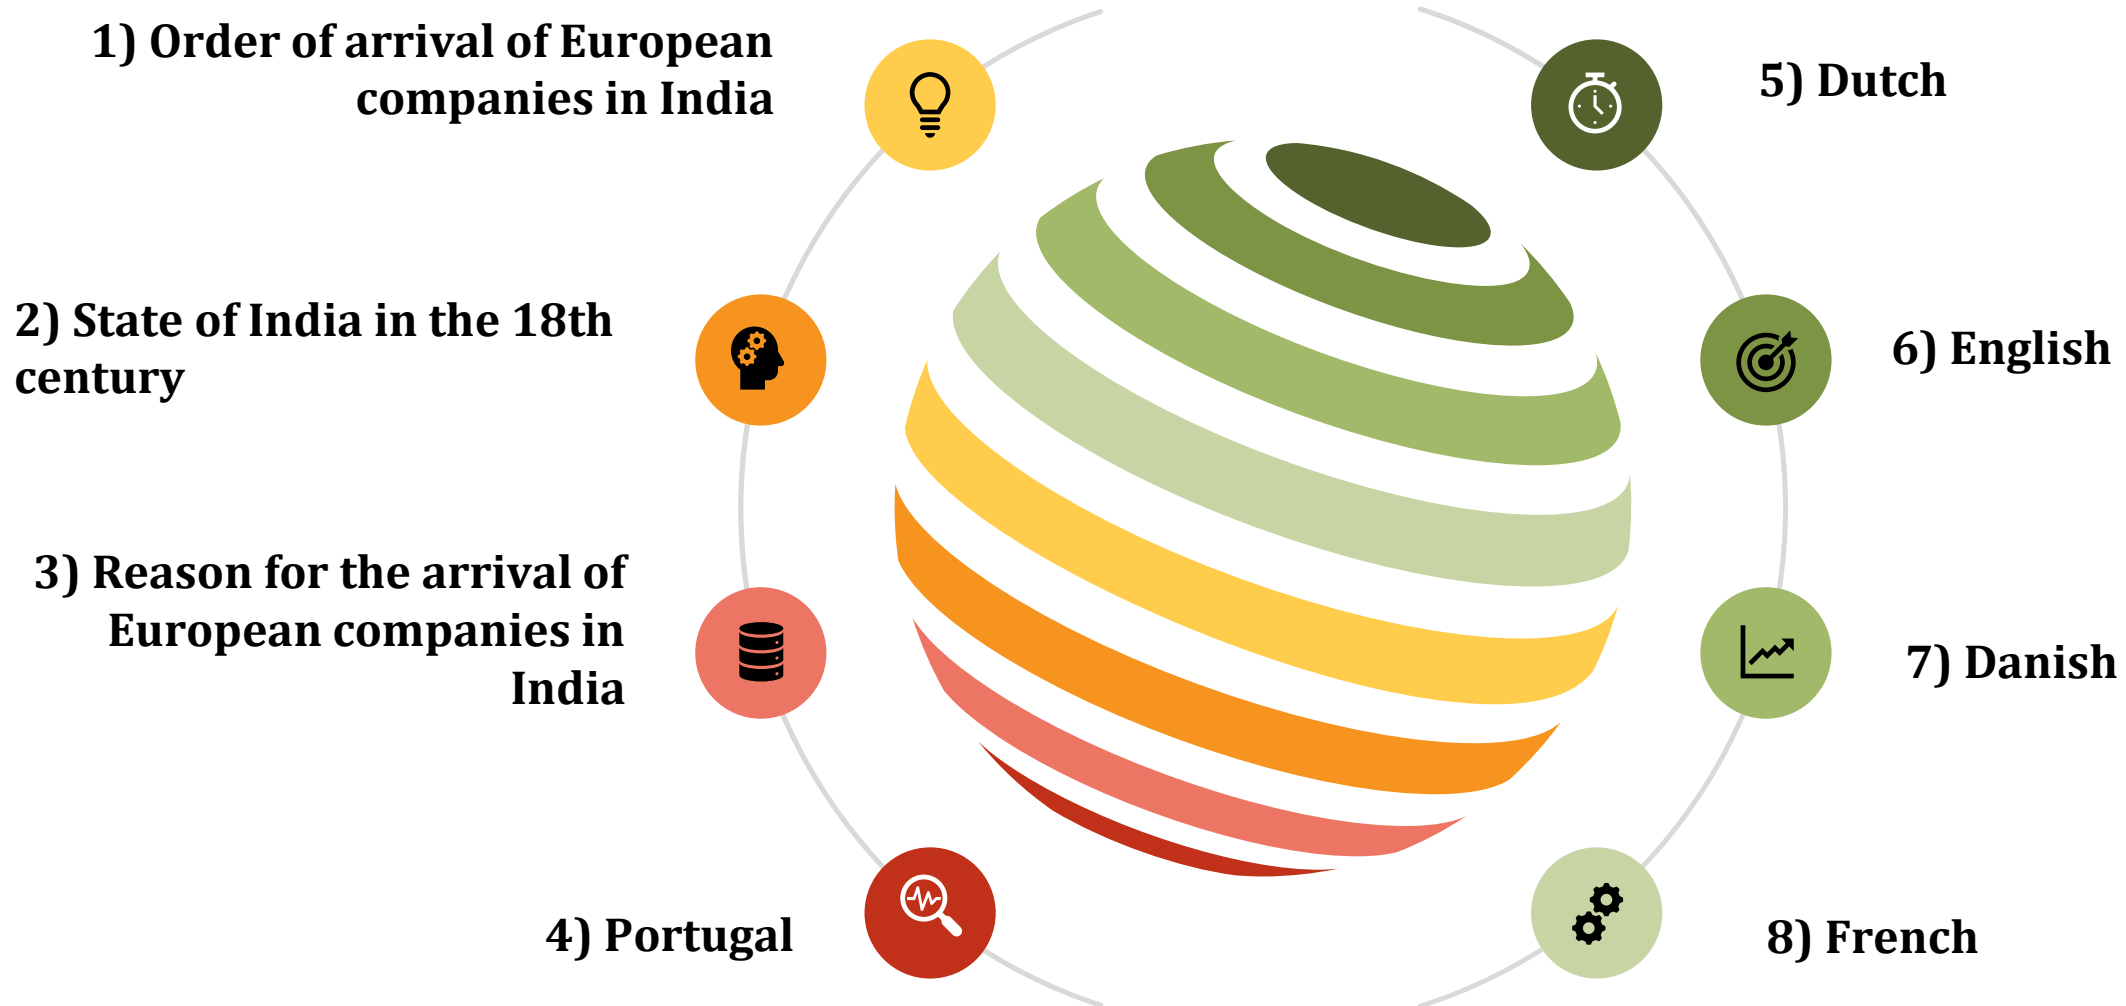 1) Order of arrival of European
companies in India
2) State of India in the 18th
century
3) Reason for the arrival of
European companies in
India
4) Portugal
5) Dutch
6) English
7) Danish
8) French